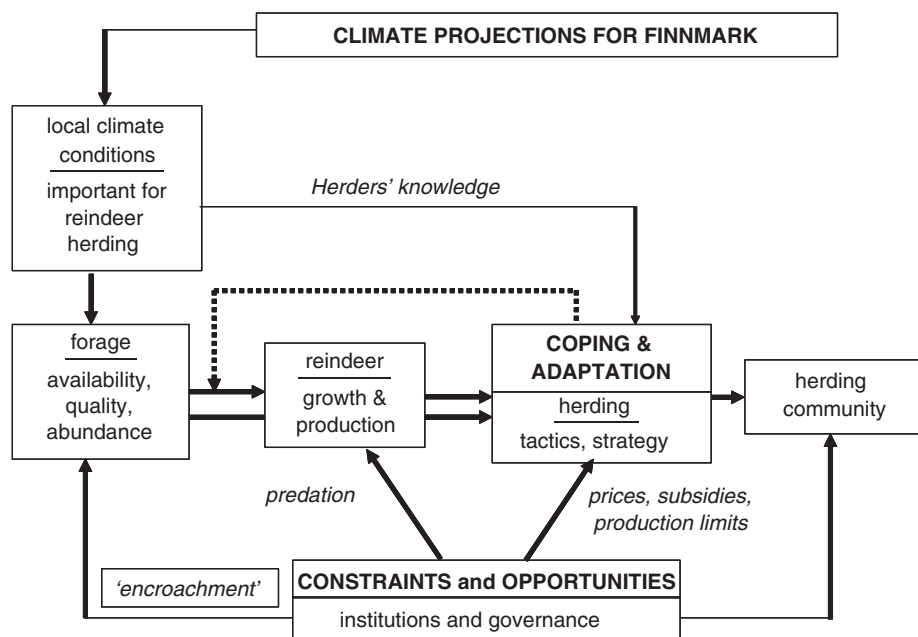 CLIMATE PROJECTIONS FOR FINNMARK
local climate
conditions
important for
reindeer
herding
Herders’ knowledge
forage
availability,
quality,
abundance
reindeer
growth &
production
COPING &
ADAPTATION
herding
tactics, strategy
herding
community
predation
prices, subsidies,
production limits
‘encroachment’
CONSTRAINTS and OPPORTUNITIES
institutions and governance